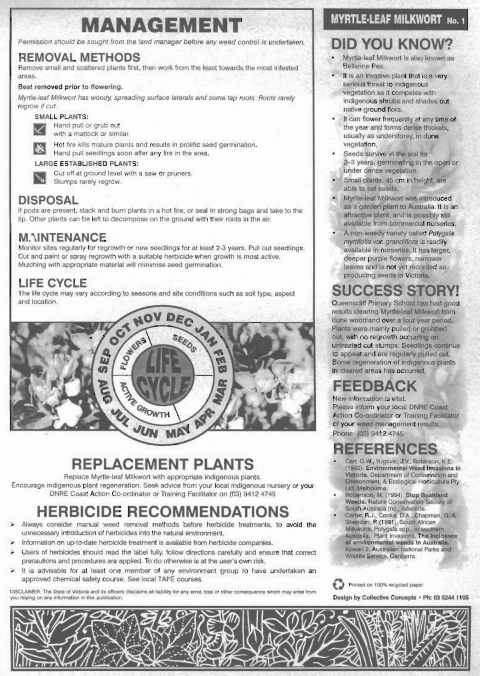 MANAGEMENT
Permission should be sought from the land manager before any weed control is undertaken.
REMOVAL METHODS
Remove small and scattered plants first, then work from the least towards the most infested
areas.
Best removed prior to flowering.
Myrtle-leaf Milkwort has woody, spreading surface laterals and some tap roots. Roots rarely
regrow if cut.
SMALL PLANTS:
Hand pull or grub out
with a mattock or similar.
Hot fire kills mature plants and results in prolific seed germination.
Hand pull seedlings soon after any fire in the area.
LARGE ESTABLISHED PLANTS:
Cut off at ground level with a saw or pruners.
Stumps rarely regrow.
DISPOSAL
If pods are present, stack and burn plants in a hot fire, or seal in strong bags and take to the
tip. Other plants can be left to decompose on the ground with their roots in the air.
MAINTENANCE
Monitor sites regularly for regrowth or new seedlings for at least 2-3 years. Pull out seedlings.
Cut and paint or spray regrowth with a suitable herbicide when growth is most active.
Mulching with appropriate material will minimise seed germination.
LIFE CYCLE
The life cycle may vary according to seasons and site conditions such as soil type, aspect
and location.
SEP OCT NOV DEC JAN FEB
MAR APR MAY JUN JUL AUG
FLOWERS
SEEDS
ACTIVE GROWTH
LIFE
CYCLE
REPLACEMENT PLANTS
Replace Myrtle-leaf Milkwort with appropriate indigenous plants.
Encourage indigenous plant regeneration. Seek advice from your local indigenous nursery or your
DNRE Coast Action Co-ordinator or Training Facilitator on (03) 9412 4745
HERBICIDE RECOMMENDATIONS
➢ Always consider manual weed removal methods before herbicide treatments, to avoid the
unnecessary introduction of herbicides into the natural environment.
➢ Information on up-to-date herbicide treatment is available from herbicide companies.
➢ Users of herbicides should read the label fully, follow directions carefully and ensure that correct
precautions and procedures are applied. To do otherwise is at the user's own risk.
➢ It is advisable for at least one member of any environment group to have undertaken an
approved chemical safety course. See local TAFE courses.
DISCLAIMER: The State of Victoria and its officers disclaims all liability for any error, loss or other consequence which may arise from
you relying on any information in this publication.
MYRTLE-LEAF MILKWORT No. 1
DID YOU KNOW?
• Myrtle-leaf Milkwort is also known as
Bellarine Pea.
• It is an invasive plant that is a very
serious threat to indigenous
vegetation as it competes with
indigenous shrubs and shades out
native ground flora.
• It can flower frequently at any time of
the year and forms dense thickets,
usually as understorey, in dune
vegetation.
• Seeds survive in the soil for
2–3 years, germinating in the open or
under dense vegetation.
• Small plants, 45 cm in height, are
able to set seeds.
• Myrtle-leaf Milkwort was introduced
as a garden plant to Australia. It is an
attractive plant, and is possibly still
available from commercial nurseries.
• A non-weedy variety called Polygala
myrtifolia var. grandiflora is readily
available in nurseries. It has larger,
deeper purple flowers, narrower
leaves and is not yet recorded as
producing seeds in Victoria.
SUCCESS STORY!
Queenscliff Primary School has had good
results clearing Myrtle-leaf Milkwort from
dune woodland over a four year period.
Plants were mainly pulled or grubbed
out, with no regrowth occurring on
untreated cut stumps. Seedlings continue
to appear and are regularly pulled out.
Some regeneration of indigenous plants
in cleared areas has occurred.
FEEDBACK
New information is vital.
Please inform your local DNRE Coast
Action Co-ordinator or Training Facilitator
of your weed management results.
Phone: (03) 9412 4745
REFERENCES
• Carr, G.W., Yugovic, J.V., Robinson, K.E.
(1992). Environmental Weed Invasions in
Victoria. Department of Conservation and
Environment, & Ecological Horticulture Pty
Ltd. Melbourne.
• Robertson, M. (1994). Stop Bushland
Weeds. Nature Conservation Society of
South Australia Inc., Adelaide.
• Carter, R.J., Cooke, D.A., Chapman, O. &
Sheridan, P. (1991). South African
Milkworts, Polygala spp., in southern
Australia. Plant Invasions. The Incidence
of environmental weeds in Australia.
Kowari 2. Australian National Parks and
Wildlife Service, Canberra.
Printed on 100% recycled paper
Design by Collective Concepts • Ph: 03 5244 1105